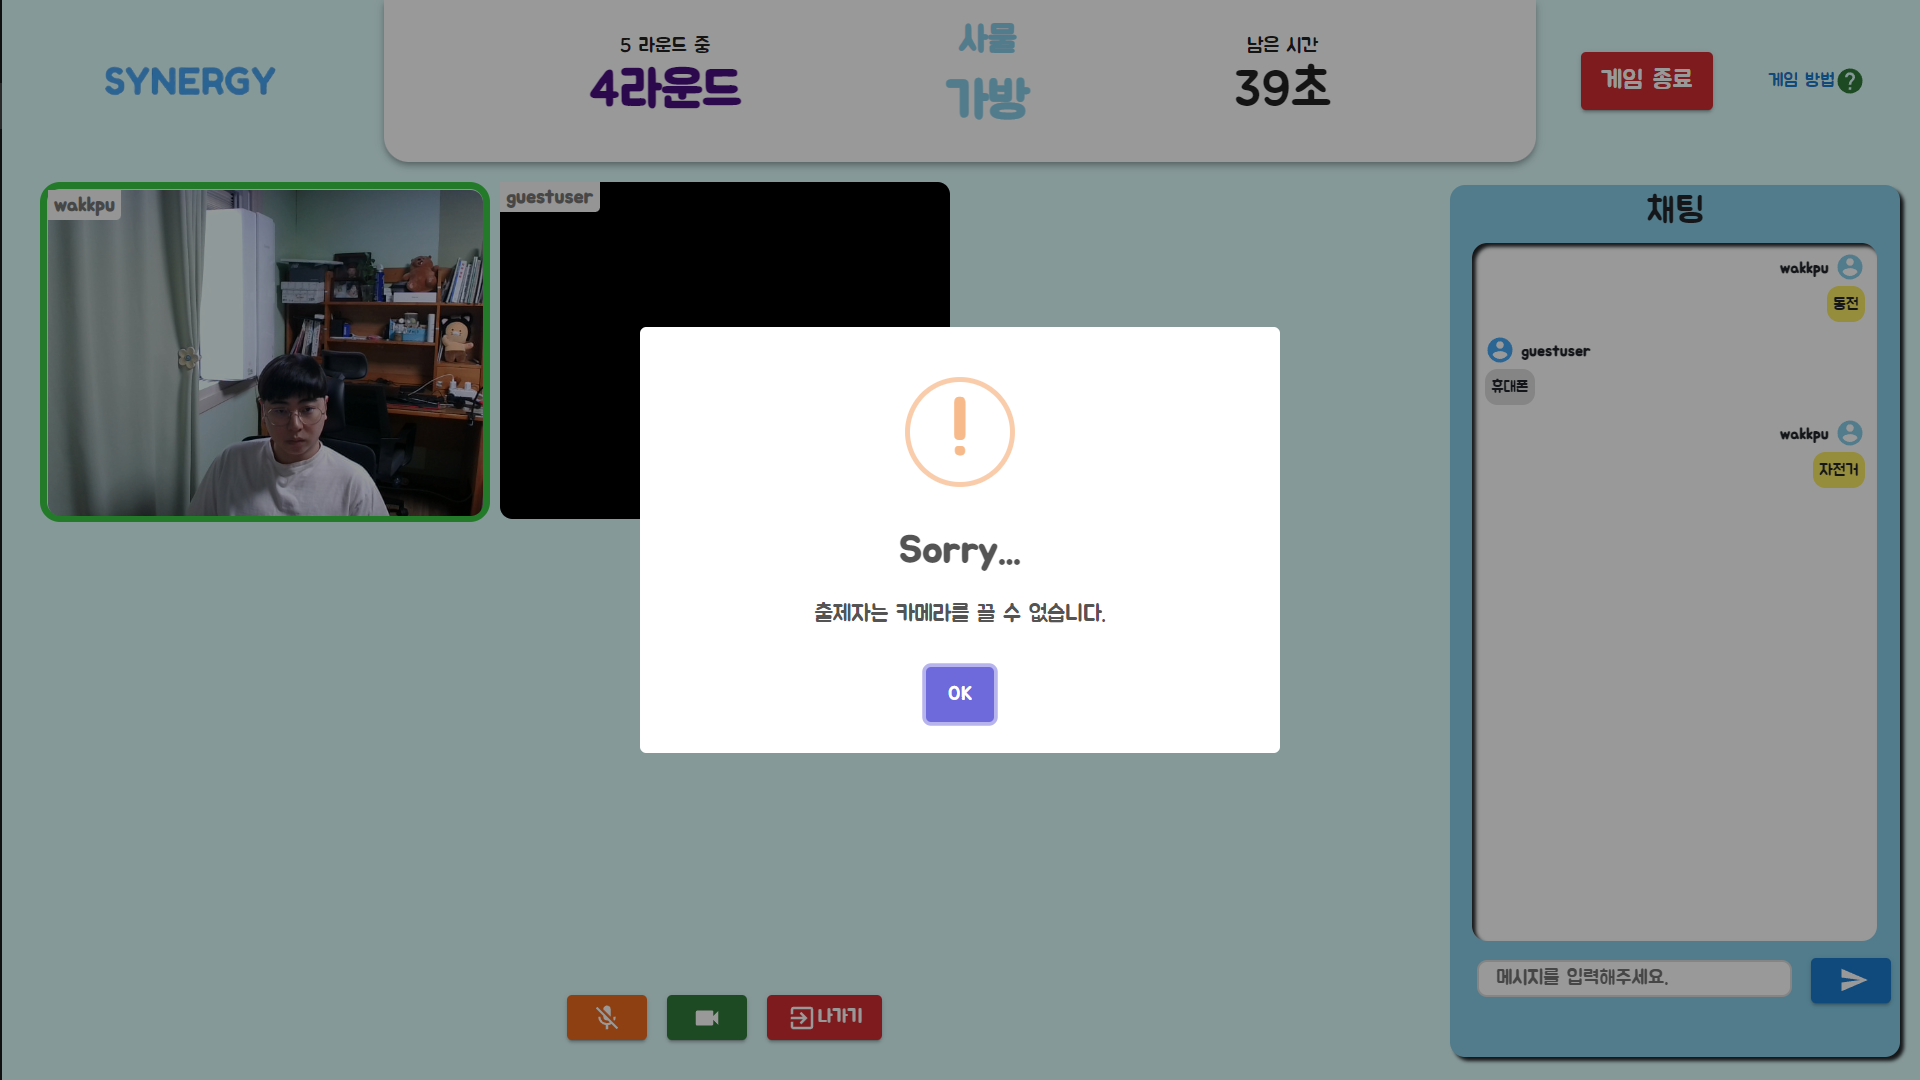 SYNERGY
5 라운드 중
4라운드
사물
가방
남은 시간
39초
게임 종료
게임 방법
wakkpu
guestuser
채팅
wakkpu
동전
guestuser
휴대폰
wakkpu
자전거
Sorry...
출제자는 카메라를 끌 수 없습니다.
OK
나가기
메시지를 입력해주세요.